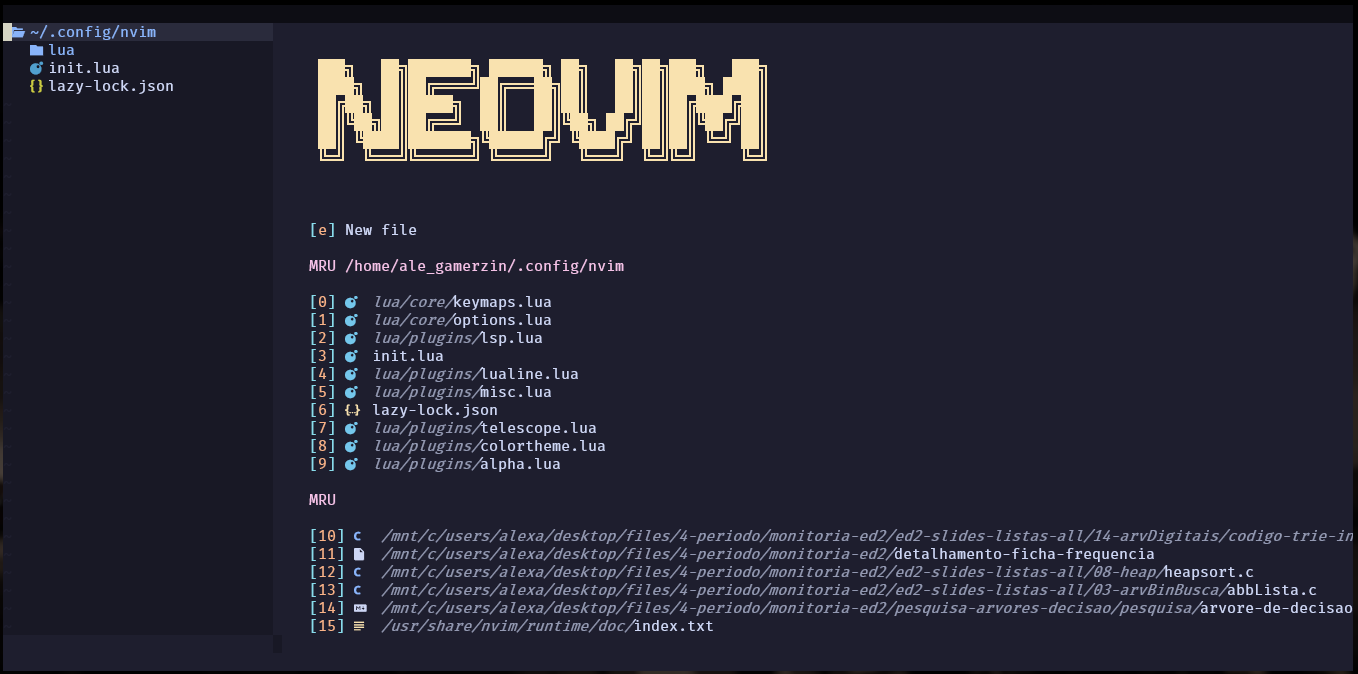 ~/.config/nvim
lua
init.lua
lazy-lock.json
NEOVIM
[e] New file
MRU /home/ale_gamerzin/.config/nvim
[0] lua/core/keymaps.lua
[1] lua/core/options.lua
[2] lua/plugins/lsp.lua
[3] init.lua
[4] lua/plugins/lualine.lua
[5] lua/plugins/misc.lua
[6] lazy-lock.json
[7] lua/plugins/telescope.lua
[8] lua/plugins/colortheme.lua
[9] lua/plugins/alpha.lua
MRU
[10] /mnt/c/users/alexa/desktop/files/4-periodo/monitoria-ed2/ed2-slides-listas-all/14-arvDigitais/codigo-trie-in
[11] /mnt/c/users/alexa/desktop/files/4-periodo/monitoria-ed2/detalhamento-ficha-frequencia
[12] /mnt/c/users/alexa/desktop/files/4-periodo/monitoria-ed2/ed2-slides-listas-all/08-heap/heapsort.c
[13] /mnt/c/users/alexa/desktop/files/4-periodo/monitoria-ed2/ed2-slides-listas-all/03-arvBinBusca/abbLista.c
[14] /mnt/c/users/alexa/desktop/files/4-periodo/monitoria-ed2/pesquisa-arvores-decisao/pesquisa/arvore-de-decisao
[15] /usr/share/nvim/runtime/doc/index.txt